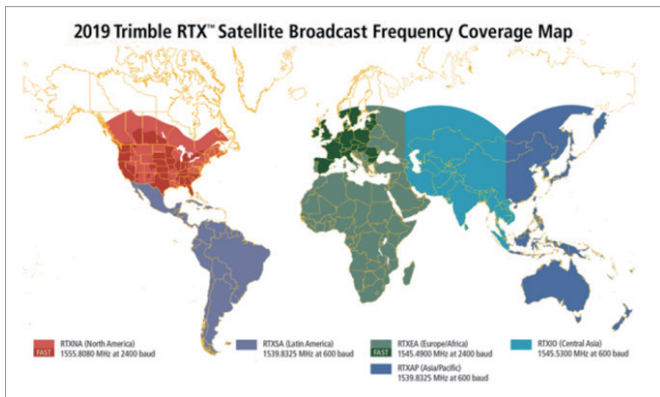 2019 Trimble RTX™ Satellite Broadcast Frequency Coverage Map
RTXNA (North America)
FAST 1555.8080 MHz at 2400 baud
RTXSA (Latin America)
1539.8325 MHz at 600 baud
RTXEA (Europe/Africa)
FAST 1545.4900 MHz at 2400 baud
RTXIO (Central Asia)
1545.5300 MHz at 600 baud
RTXAP (Asia/Pacific)
1539.8325 MHz at 600 baud